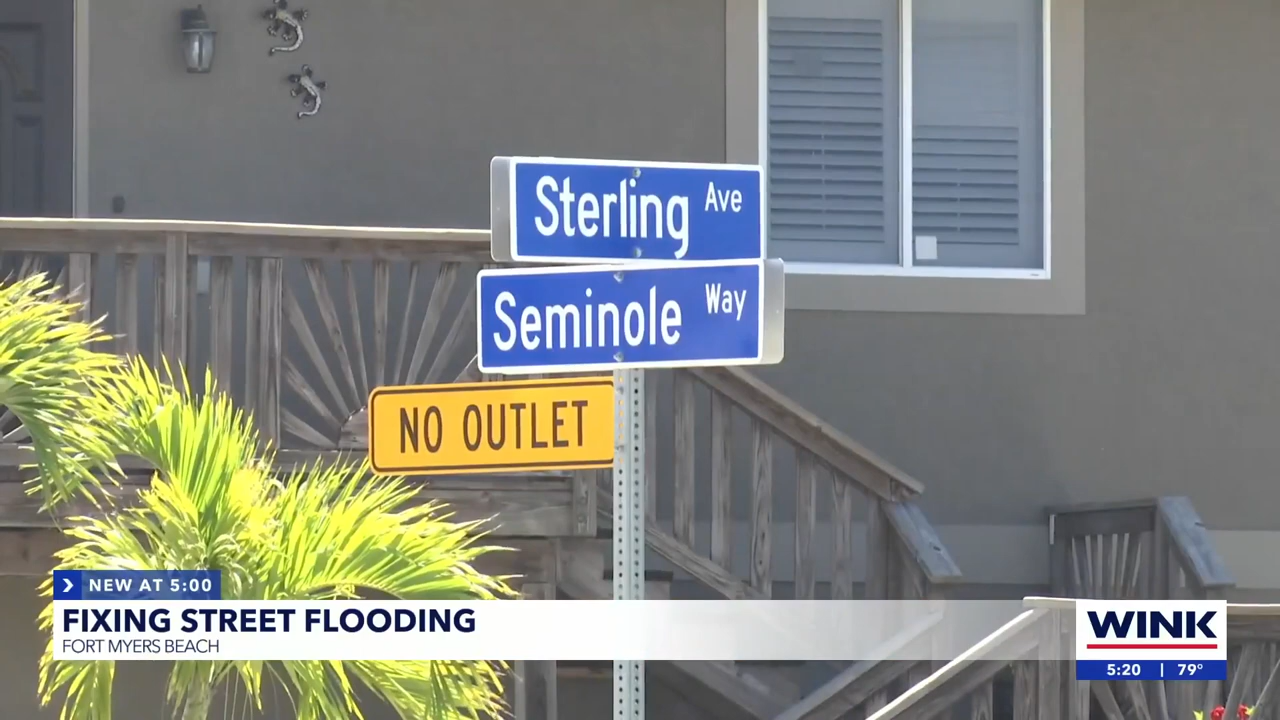 Sterling Ave
Seminole Way
NO OUTLET
NEW AT 5:00
FIXING STREET FLOODING
FORT MYERS BEACH
WINK
5:20 | 79°